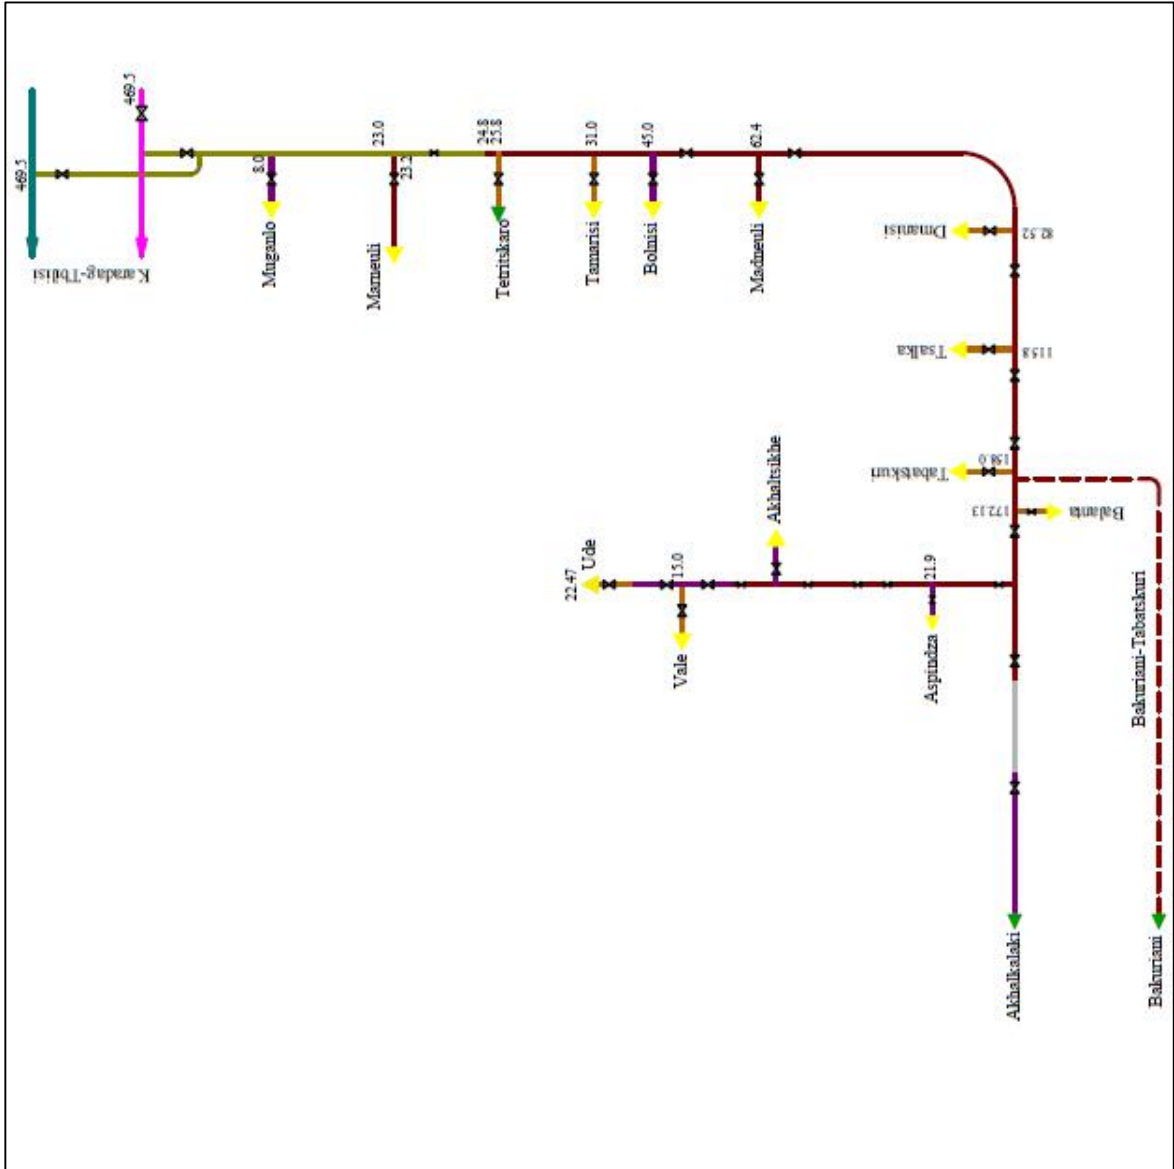 469.5
469.5
Karadag-Tbilisi
8.0
Muganlo
23.0
23.2
Marneuli
24.8
25.8
Tetritskaro
31.0
Tamarisi
45.0
Bolnisi
62.4
Madneuli
Dmanisi
82.52
Tsalka
115.8
Tabatskuri
158.0
172.13
Balanta
Akhaltsikhe
Ude
22.47
15.0
Vale
21.9
Aspindza
Bakuriani-Tabatskuri
Akhalkalaki
Bakuriani